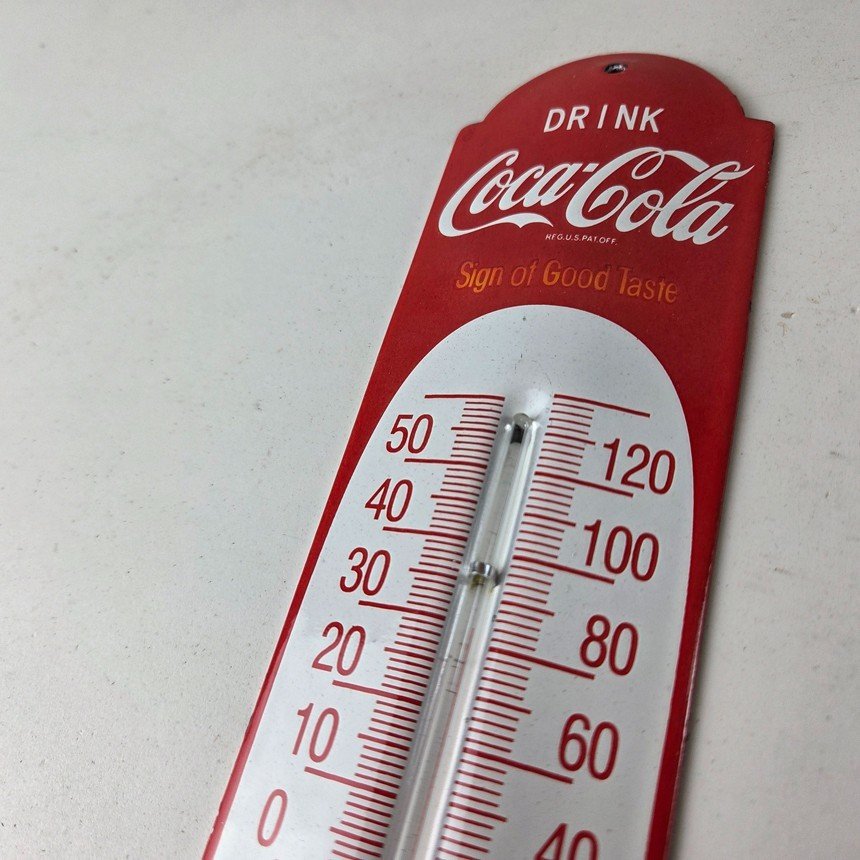 DRINK
Coca-Cola
REG.U.S.PAT.OFF.
Sign of Good Taste
50 120
40 100
30 80
20 60
10 40
0